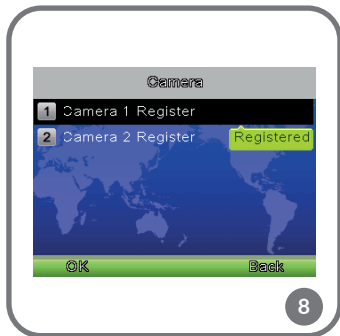 Camera
1 Camera 1 Register
2 Camera 2 Register Registered
OK Back
8